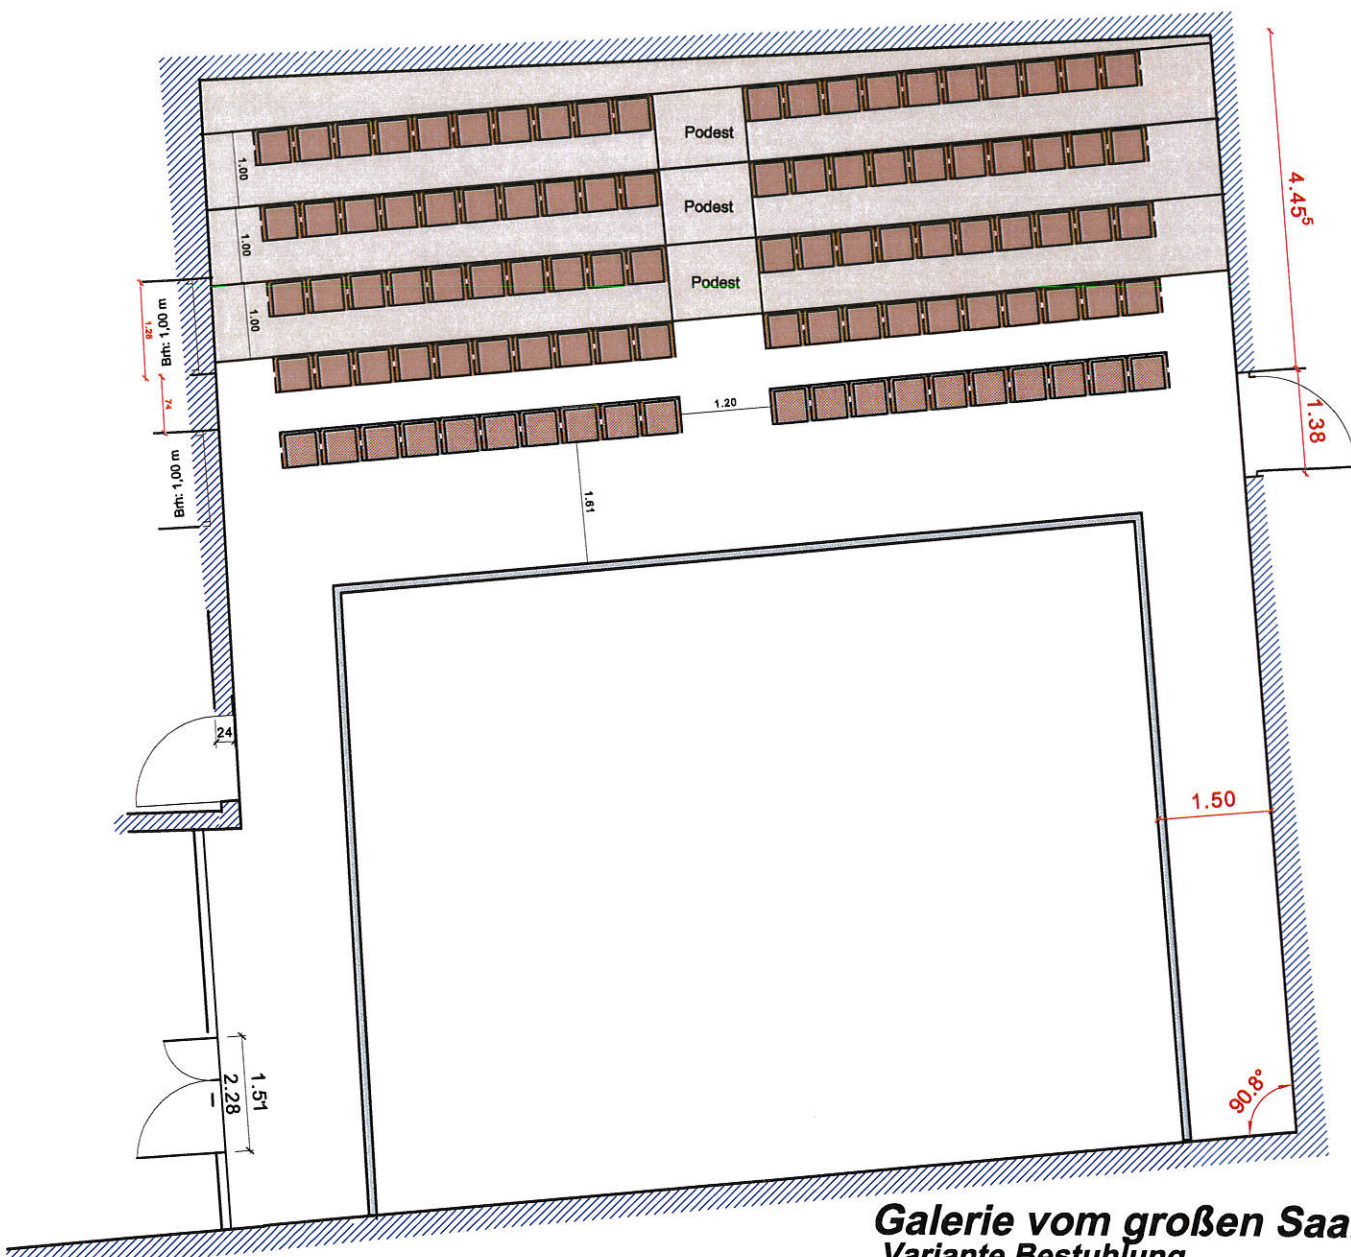 Podest
Podest
Podest
1.00
1.00
1.00
4.45⁵
1.38
1.28
Brh: 1,00 m
74
Brh: 1,00 m
1.20
1.61
24
1.50
1.51
2.28
90.8°
Galerie vom großen Saa
Variante Bestuhlung